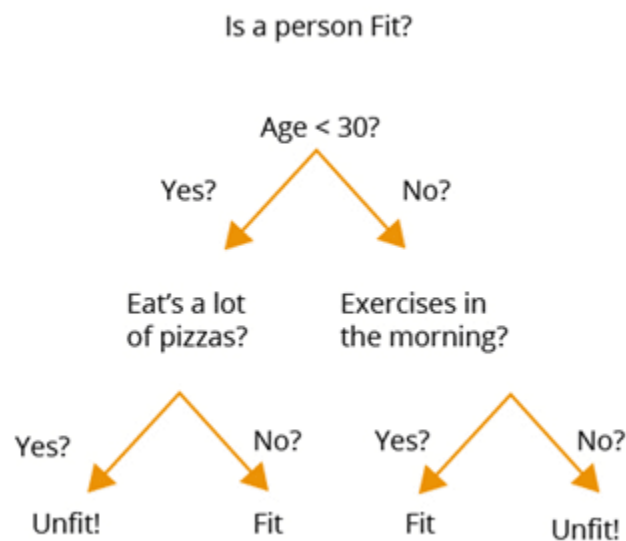 Is a person Fit?
Age < 30?
Yes?
No?
Eat's a lot
of pizzas?
Exercises in
the morning?
Yes?
No?
Yes?
No?
Unfit!
Fit
Fit
Unfit!